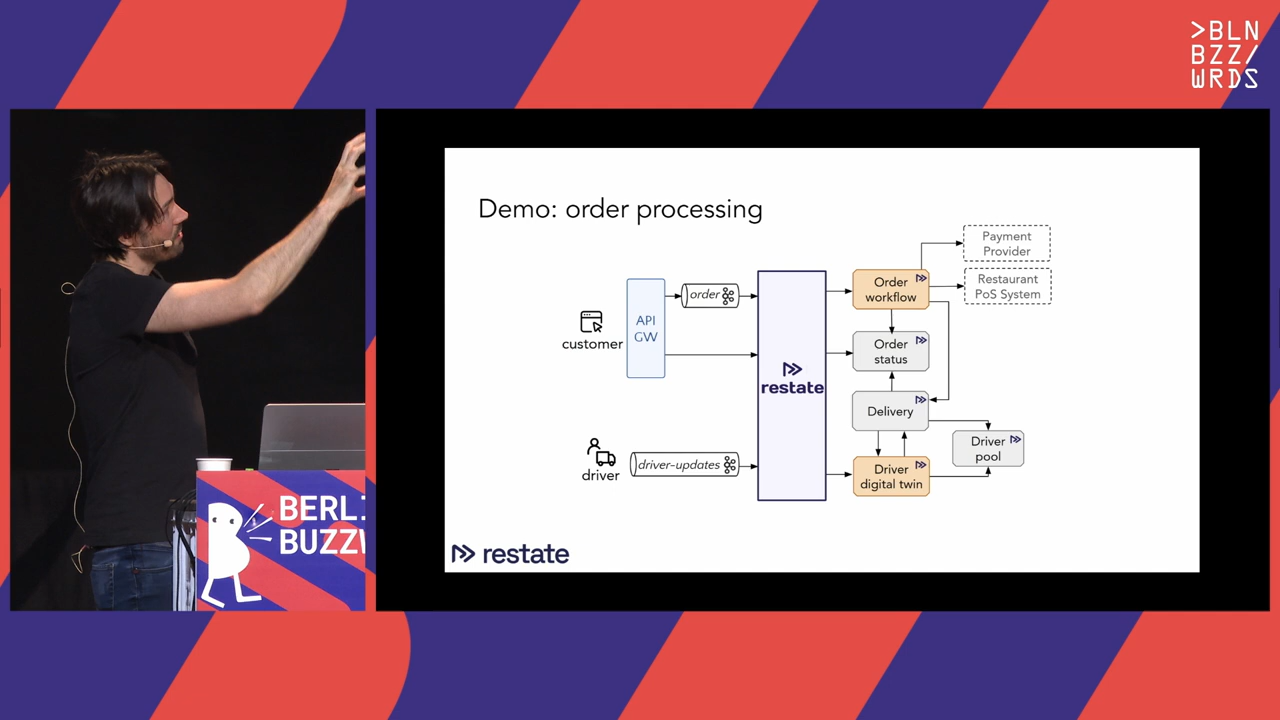 >BLN
BZZ/
WRDS
Demo: order processing
Payment
Provider
Restaurant
PoS System
Order
workflow
order
API
GW
customer
Order
status
restate
Delivery
Driver
pool
driver-updates
driver
Driver
digital twin
restate
BERLI
BUZZW